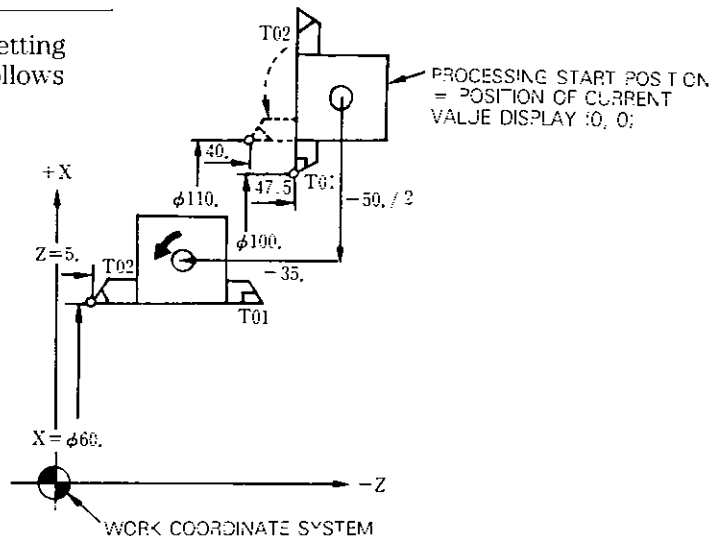 etting
ollows
T02
PROCESSING START POSITION
= POSITION OF CURRENT
VALUE DISPLAY (0, 0)
40.
+X
47.5
T01
φ110.
-50./2
φ100.
Z=5.
T02
-35.
T01
X=φ60.
-Z
WORK COORDINATE SYSTEM